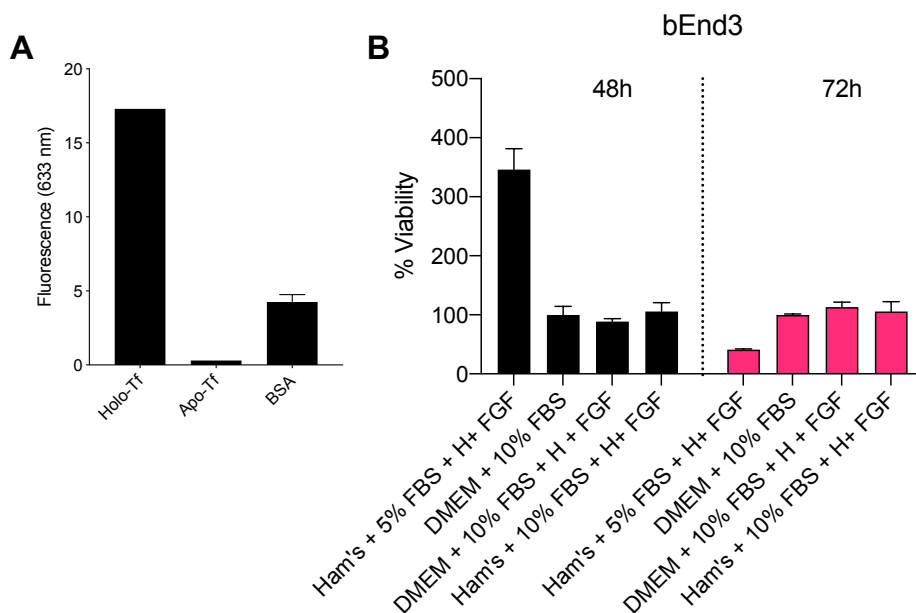 bEnd3
A
B
20
15
10
5
0
Fluorescence (633 nm)
Holo-Tf
Apo-Tf
BSA
500
400
300
200
100
0
% Viability
48h
72h
Ham's + 5% FBS + H+ FGF
DMEM + 10% FBS
DMEM + 10% FBS + H + FGF
Ham's + 10% FBS + H+ FGF
Ham's + 5% FBS + H+ FGF
DMEM + 10% FBS
DMEM + 10% FBS + H + FGF
Ham's + 10% FBS + H+ FGF